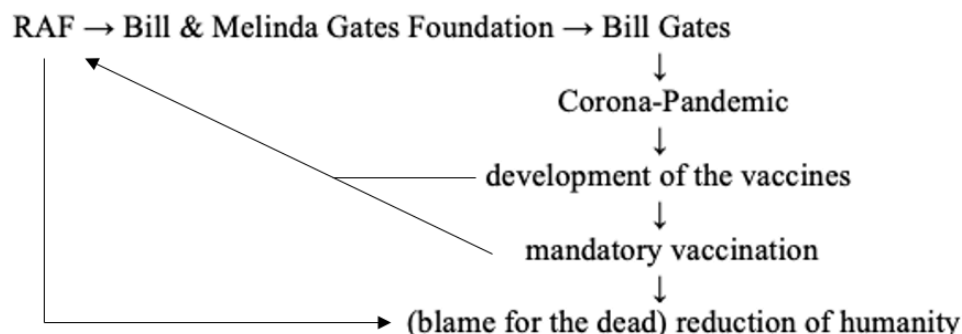 RAF → Bill & Melinda Gates Foundation → Bill Gates
↓
Corona-Pandemic
↓
development of the vaccines
↓
mandatory vaccination
↓
(blame for the dead) reduction of humanity